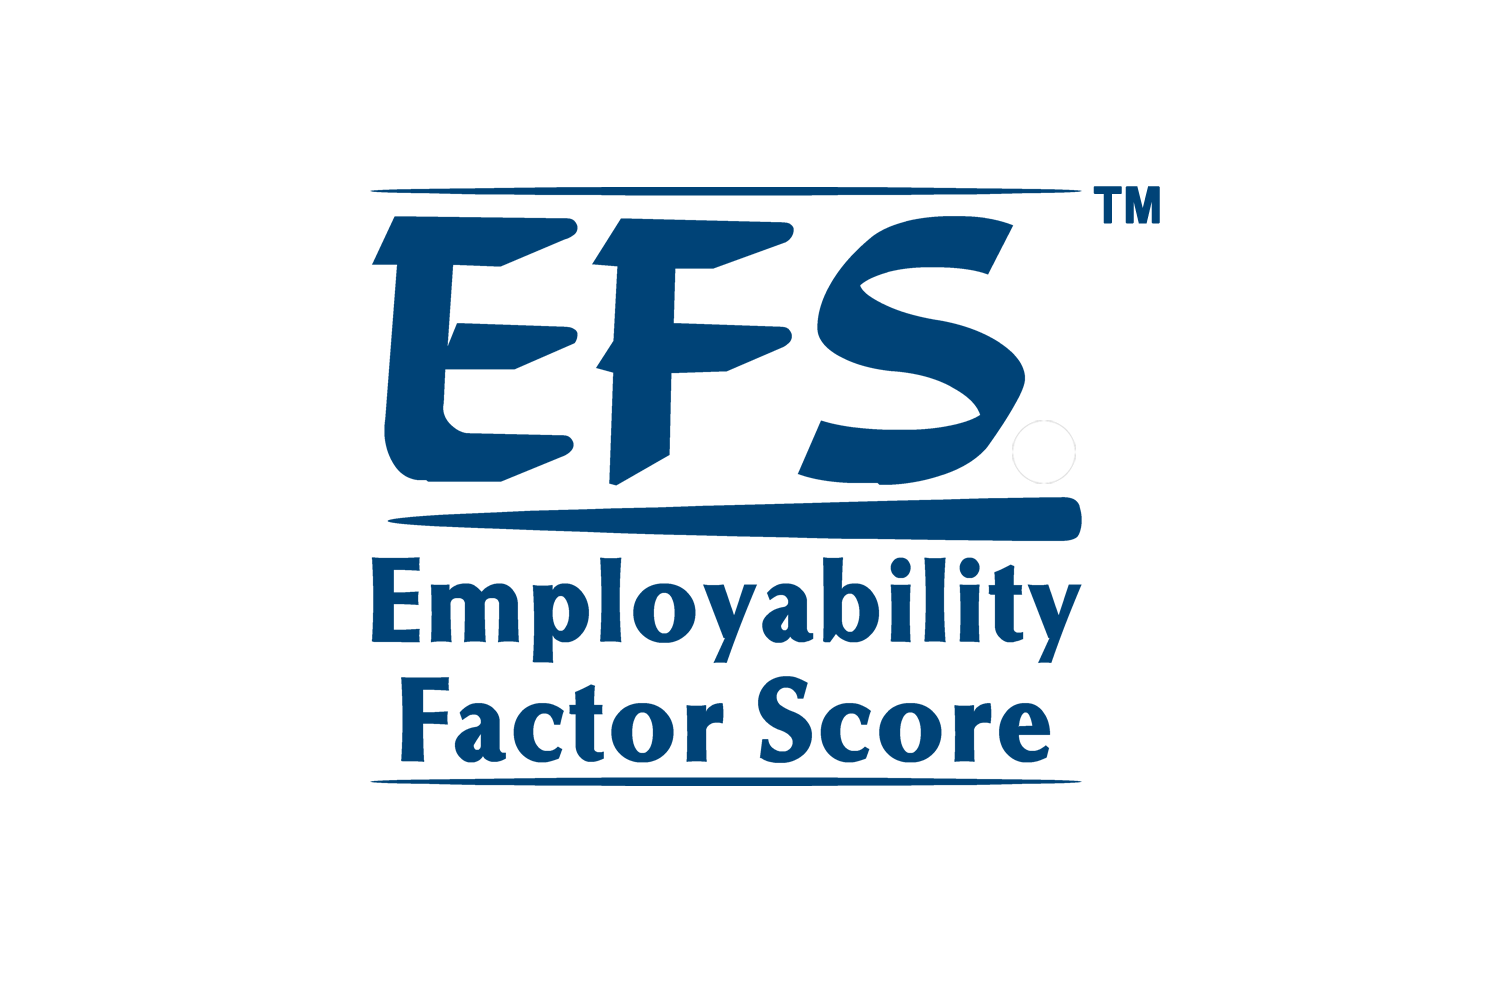 EFS ™
Employability
Factor Score